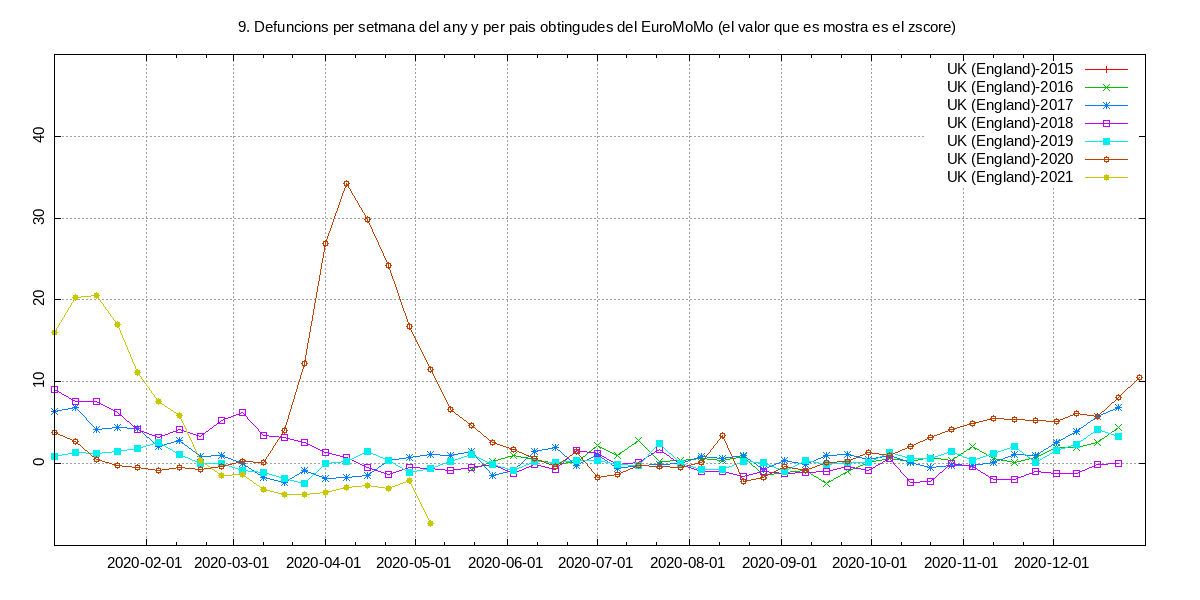 9. Defuncions per setmana del any y per pais obtingudes del EuroMoMo (el valor que es mostra es el zscore)
UK (England)-2015
UK (England)-2016
UK (England)-2017
UK (England)-2018
UK (England)-2019
UK (England)-2020
UK (England)-2021
40
30
20
10
0
2020-02-01 2020-03-01 2020-04-01 2020-05-01 2020-06-01 2020-07-01 2020-08-01 2020-09-01 2020-10-01 2020-11-01 2020-12-01